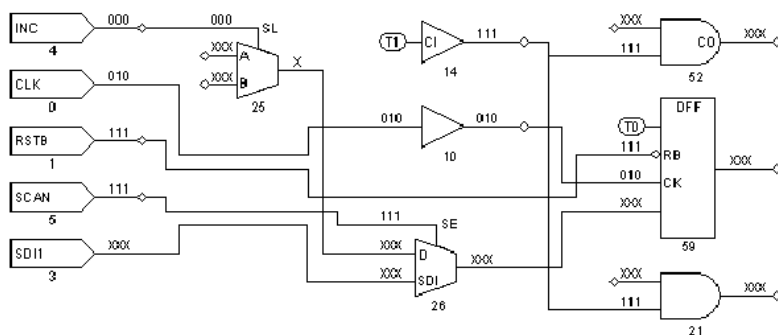 INC 000 000 SL
4
XXX A
XXX B
X
25
CLK 010
0
RSTB 111
1
SCAN 111
5
SDI1 XXX
3
T1 CI 111
14
010 010
10
111 SE
XXX D
XXX SDI
XXX
26
XXX
111 CO XXX
52
DFF
T0
111 RB
010 ClK
XXX
XXX
59
XXX
111
XXX
21